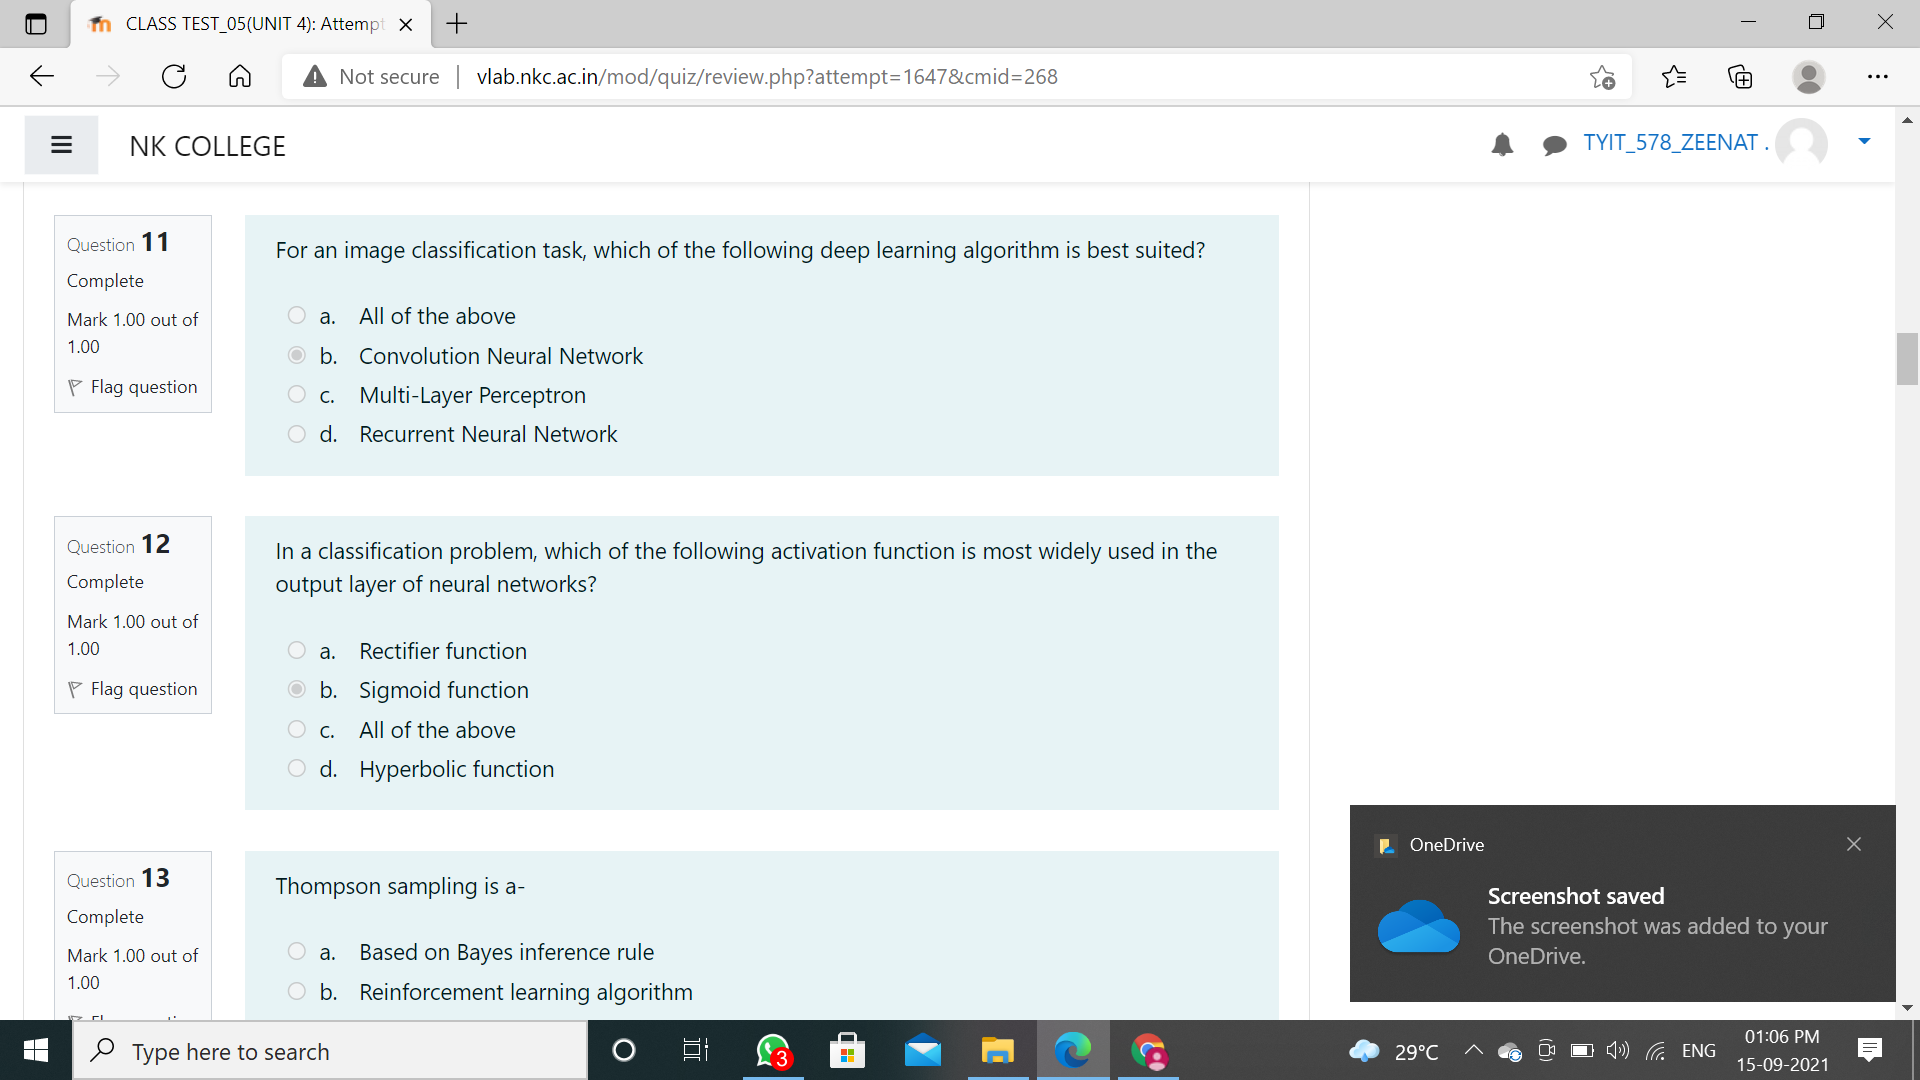 CLASS TEST_05(UNIT 4): Attempt
Not secure
vlab.nkc.ac.in/mod/quiz/review.php?attempt=1647&cmid=268
NK COLLEGE
TYIT_578_ZEENAT .
Question 11
Complete
Mark 1.00 out of
1.00
Flag question
For an image classification task, which of the following deep learning algorithm is best suited?
a. All of the above
b. Convolution Neural Network
c. Multi-Layer Perceptron
d. Recurrent Neural Network
Question 12
Complete
Mark 1.00 out of
1.00
Flag question
In a classification problem, which of the following activation function is most widely used in the
output layer of neural networks?
a. Rectifier function
b. Sigmoid function
c. All of the above
d. Hyperbolic function
Question 13
Complete
Mark 1.00 out of
1.00
Thompson sampling is a-
a. Based on Bayes inference rule
b. Reinforcement learning algorithm
OneDrive
Screenshot saved
The screenshot was added to your
OneDrive.
Type here to search
3
29°C
ENG
01:06 PM
15-09-2021